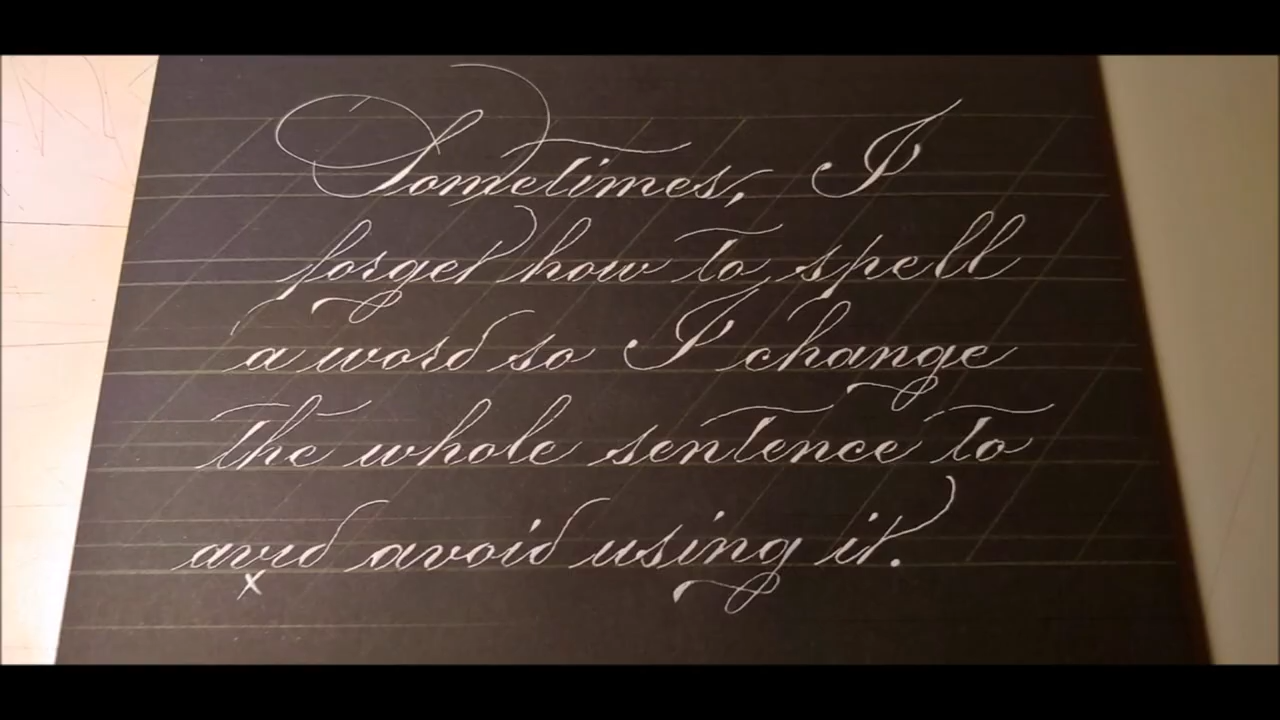 Sometimes, I
forget how to spell
a word so I change
the whole sentence to
avid avoid using it.
x